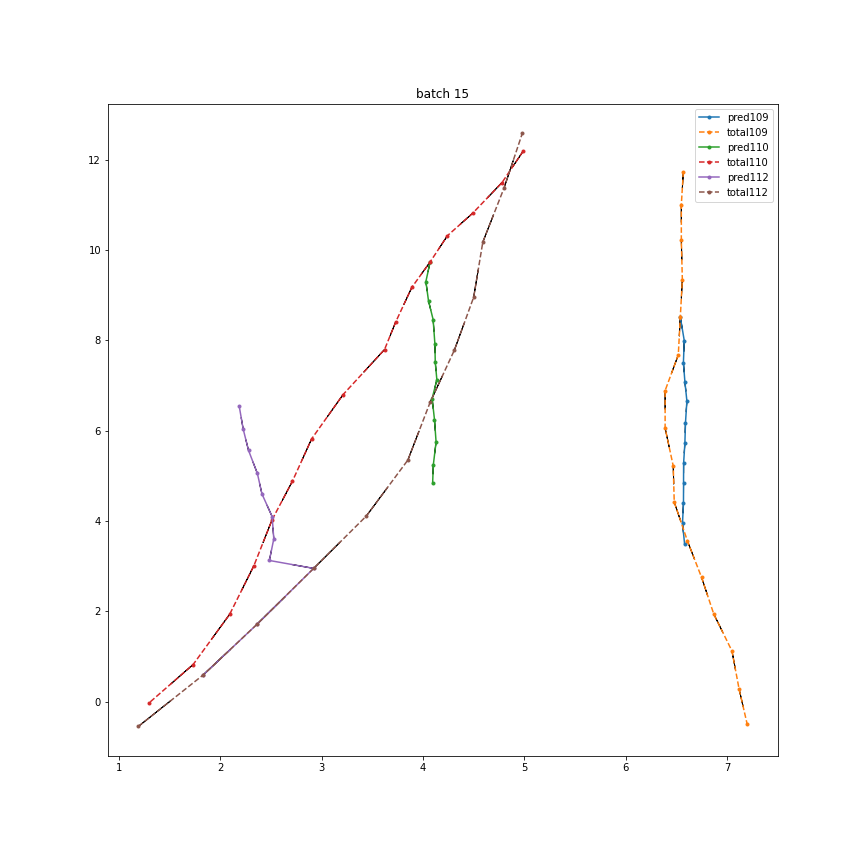 batch 15
pred109
total109
pred110
total110
pred112
total112
12
10
8
6
4
2
0
1 2 3 4 5 6 7